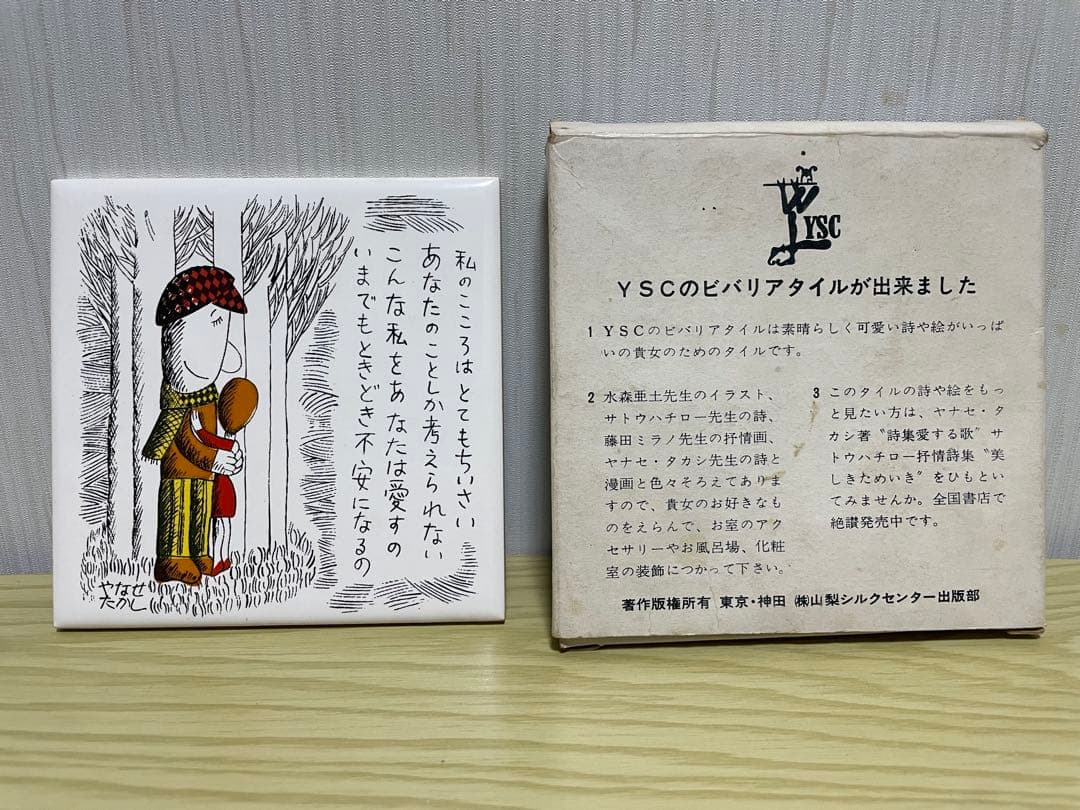 私のこころはとてもちいさい
あなたのことしか考えられない
こんな私をあなたは愛すの
いまでもときどき不安になるの
やなせ
たかし
YSC
YSCのビバリアタイルが出来ました
1 YSCのビバリアタイルは素晴らしく可愛い詩や絵がいっぱ
いの貴女のためのタイルです。
2 水森亜土先生のイラスト、
サトウハチロー先生の詩、
藤田ミラノ先生の抒情画、
ヤナセ・タカシ先生の詩と
漫画と色々そろえてありま
すので、貴女のお好きなも
のをえらんで、お室のアク
セサリーやお風呂場、化粧
室の装飾につかって下さい。
3 このタイルの詩や絵をもっ
と見たい方は、ヤナセ・タ
カシ著〝詩集愛する歌〟サ
トウハチロー抒情詩集〝美
しきためいき〟をひもとい
てみませんか。全国書店で
絶讃発売中です。
著作版権所有 東京・神田 ㈱山梨シルクセンター出版部